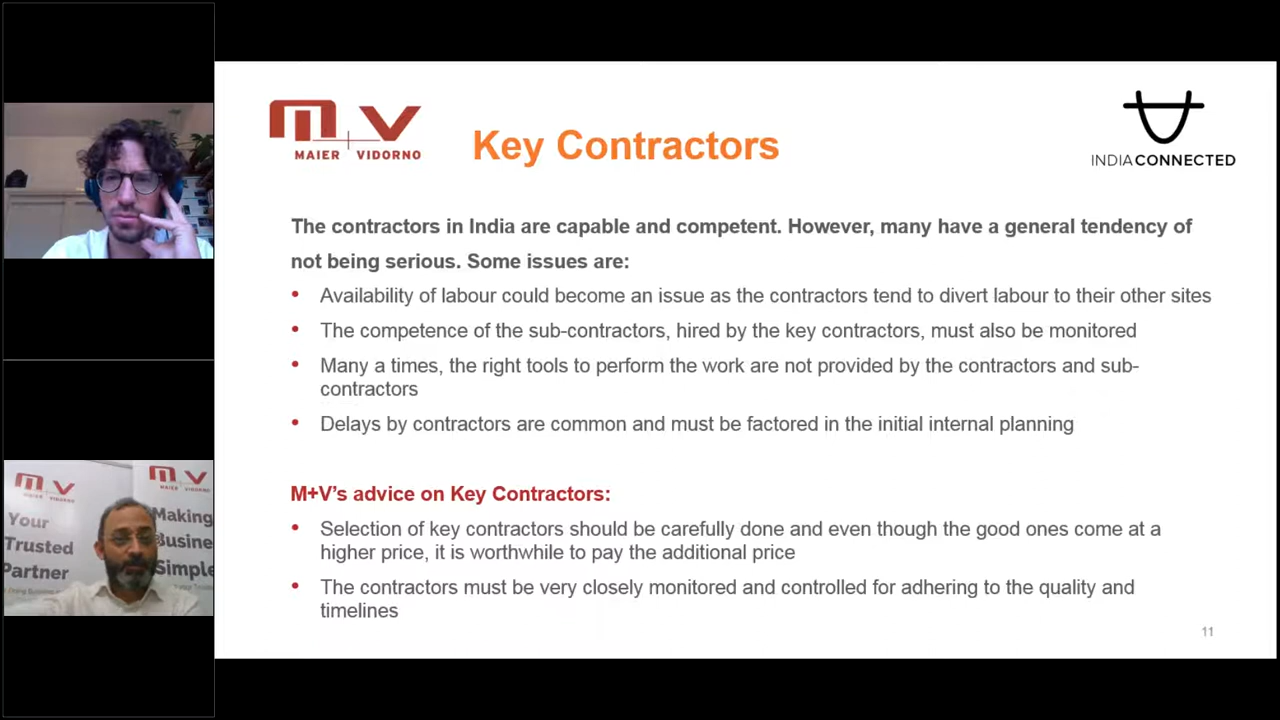 M+V
MAIER VIDORNO
Key Contractors
INDIA CONNECTED
The contractors in India are capable and competent. However, many have a general tendency of
not being serious. Some issues are:
• Availability of labour could become an issue as the contractors tend to divert labour to their other sites
• The competence of the sub-contractors, hired by the key contractors, must also be monitored
• Many a times, the right tools to perform the work are not provided by the contractors and sub-
contractors
• Delays by contractors are common and must be factored in the initial internal planning
M+V's advice on Key Contractors:
• Selection of key contractors should be carefully done and even though the good ones come at a
higher price, it is worthwhile to pay the additional price
• The contractors must be very closely monitored and controlled for adhering to the quality and
timelines
11
M+V
MAIER VIDORNO
Your
Trusted
Partner
M+V
MAIER VIDORNO
Making
Busine
Simple